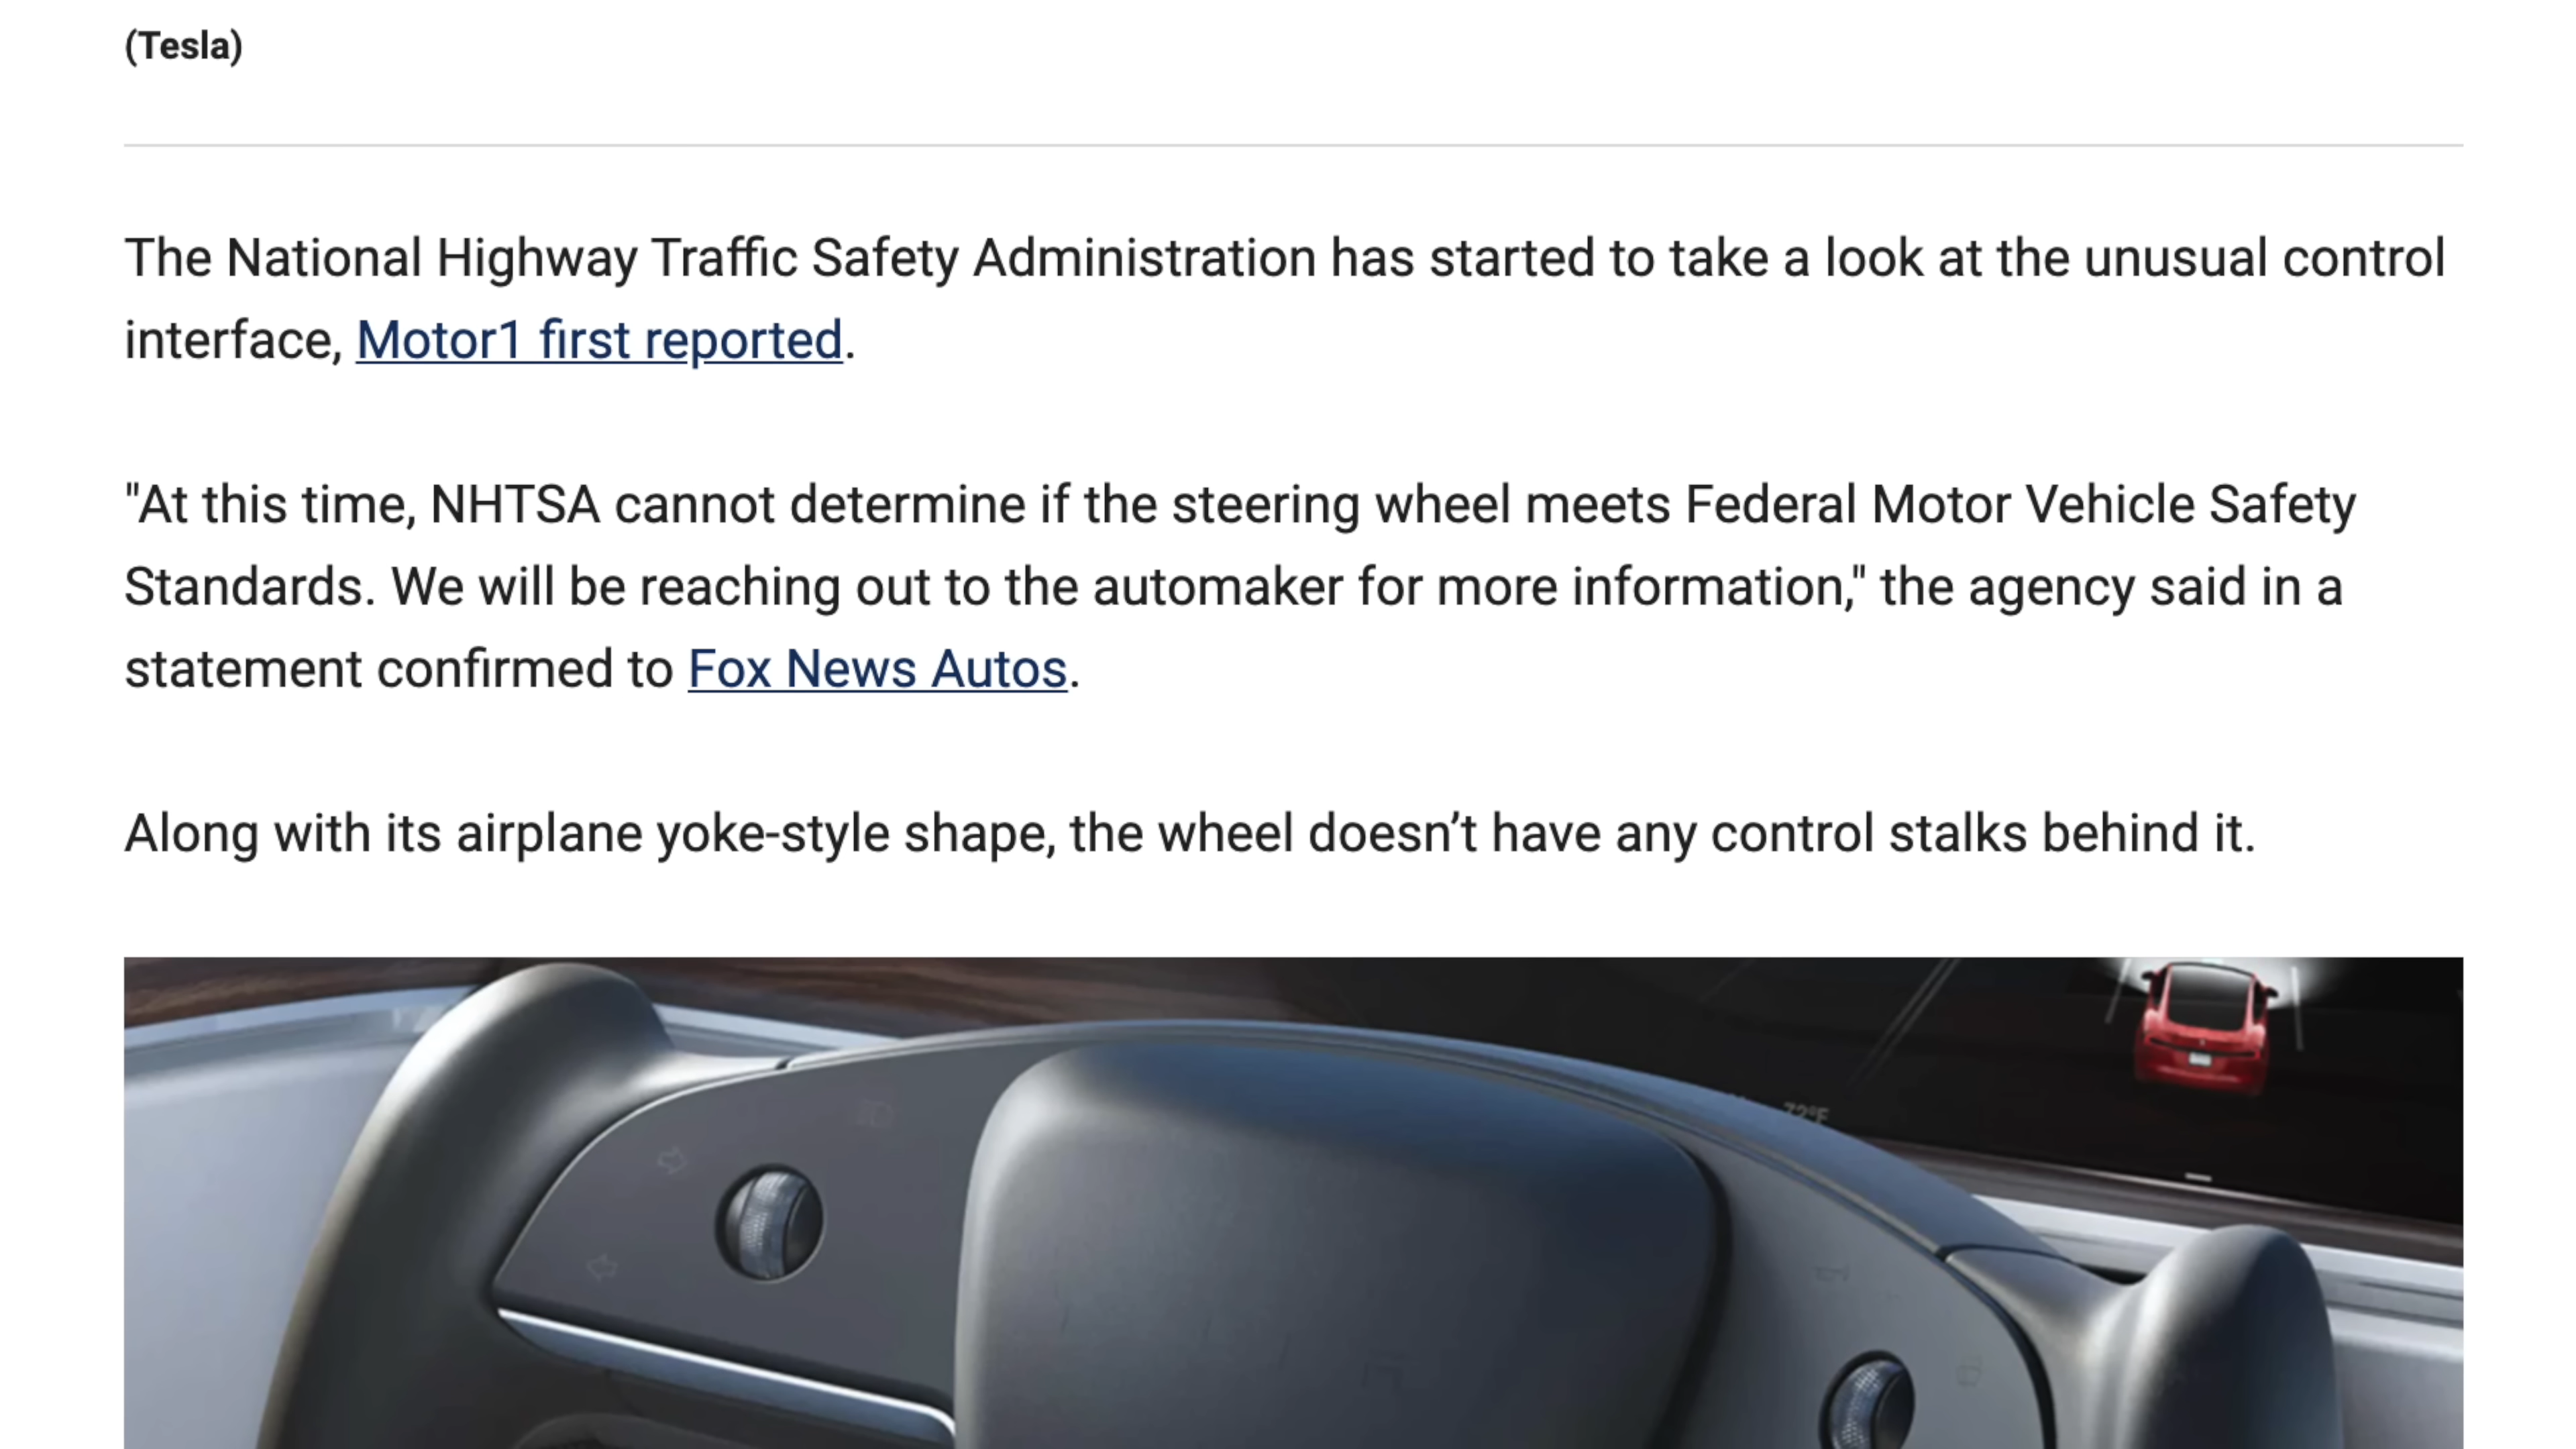 (Tesla)
The National Highway Traffic Safety Administration has started to take a look at the unusual control
interface, Motor1 first reported.
"At this time, NHTSA cannot determine if the steering wheel meets Federal Motor Vehicle Safety
Standards. We will be reaching out to the automaker for more information," the agency said in a
statement confirmed to Fox News Autos.
Along with its airplane yoke-style shape, the wheel doesn’t have any control stalks behind it.
72°F